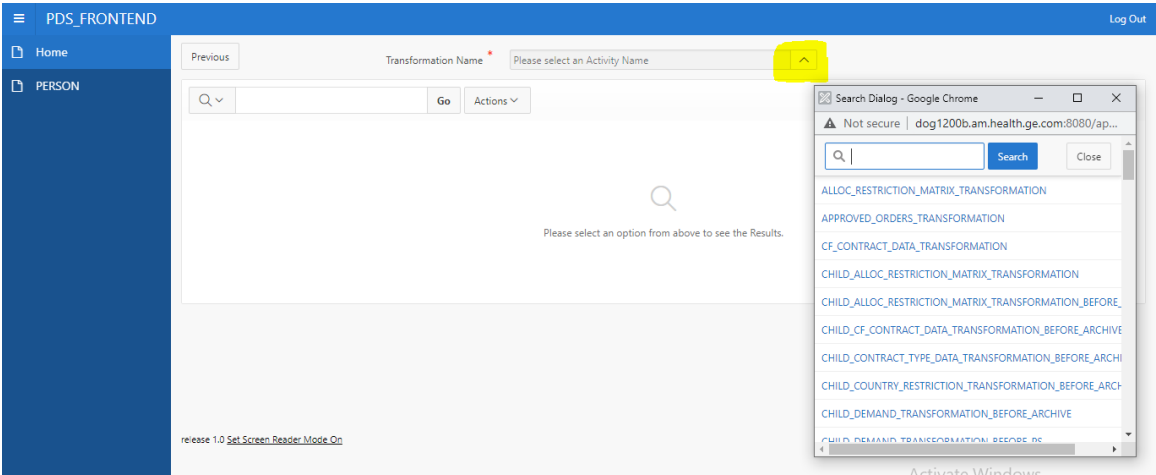 PDS_FRONTEND
Log Out
Home
PERSON
Previous
Transformation Name *
Please select an Activity Name
Go
Actions
Please select an option from above to see the Results.
release 1.0 Set Screen Reader Mode On
Search Dialog - Google Chrome
Not secure | dog1200b.am.health.ge.com:8080/ap...
Search
Close
ALLOC_RESTRICTION_MATRIX_TRANSFORMATION
APPROVED_ORDERS_TRANSFORMATION
CF_CONTRACT_DATA_TRANSFORMATION
CHILD_ALLOC_RESTRICTION_MATRIX_TRANSFORMATION
CHILD_ALLOC_RESTRICTION_MATRIX_TRANSFORMATION_BEFORE_
CHILD_CF_CONTRACT_DATA_TRANSFORMATION_BEFORE_ARCHIVE
CHILD_CONTRACT_TYPE_DATA_TRANSFORMATION_BEFORE_ARCHI
CHILD_COUNTRY_RESTRICTION_TRANSFORMATION_BEFORE_ARCH
CHILD_DEMAND_TRANSFORMATION_BEFORE_ARCHIVE
CHILD_DEMAND_TRANSFORMATION_BEFORE_PS
Activate Windows